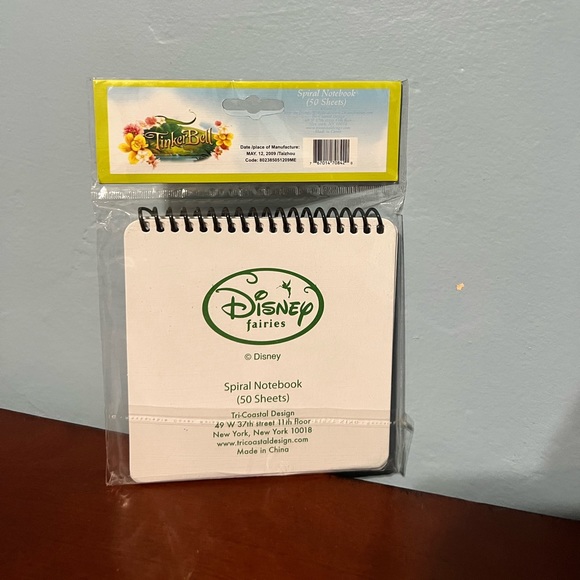 Spiral Notebook
(50 Sheets)
TinkerBell
Date /place of Manufacture:
MAY. 12, 2009 /Taizhou
Code: 802385051209ME
Disney
fairies
© Disney
Spiral Notebook
(50 Sheets)
Tri-Coastal Design
49 W 37th street 11th floor
New York, New York 10018
www.tricoastaldesign.com
Made in China